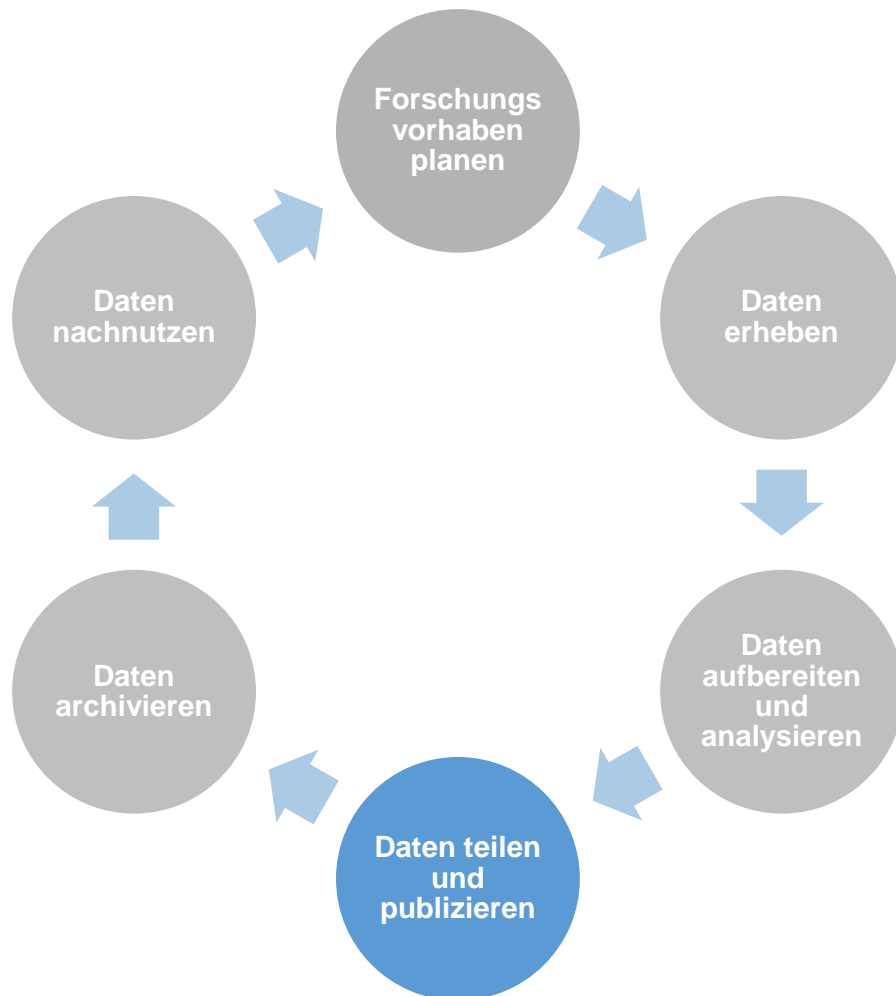 Forschungs
vorhaben
planen
Daten
erheben
Daten
aufbereiten
und
analysieren
Daten teilen
und
publizieren
Daten
archivieren
Daten
nachnutzen